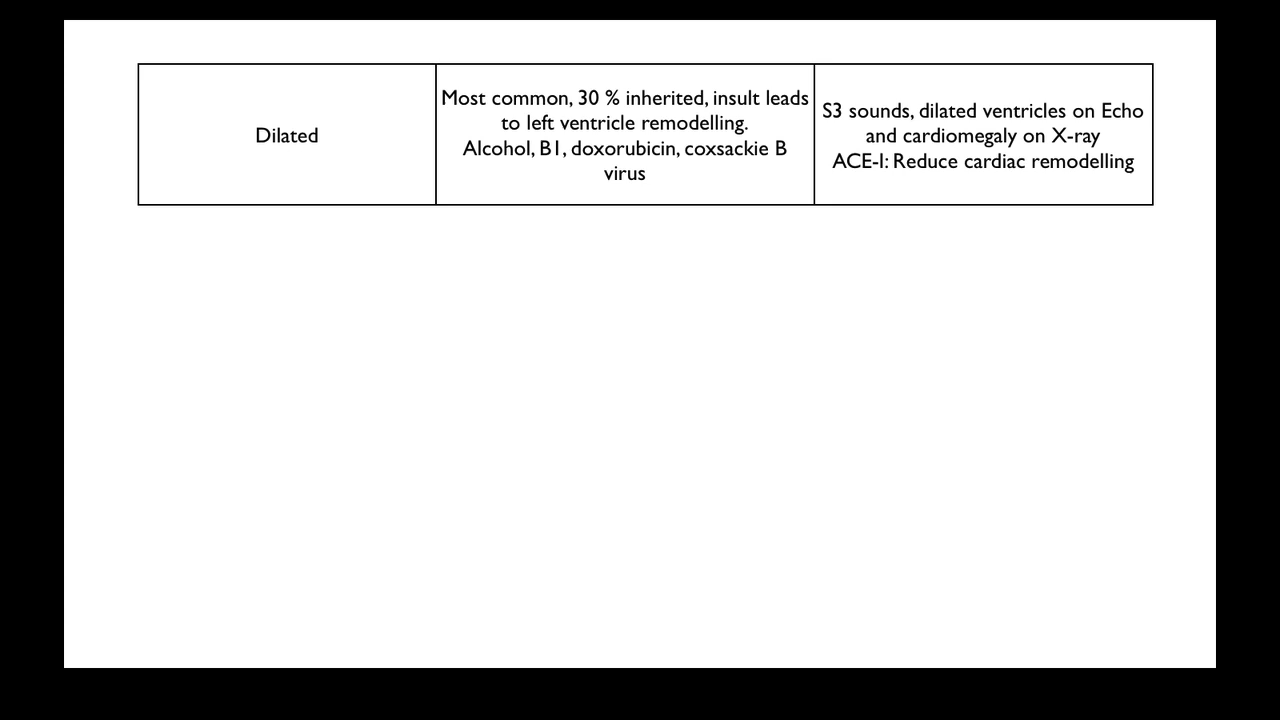 Dilated
Most common, 30 % inherited, insult leads
to left ventricle remodelling.
Alcohol, B1, doxorubicin, coxsackie B
virus
S3 sounds, dilated ventricles on Echo
and cardiomegaly on X-ray
ACE-I: Reduce cardiac remodelling